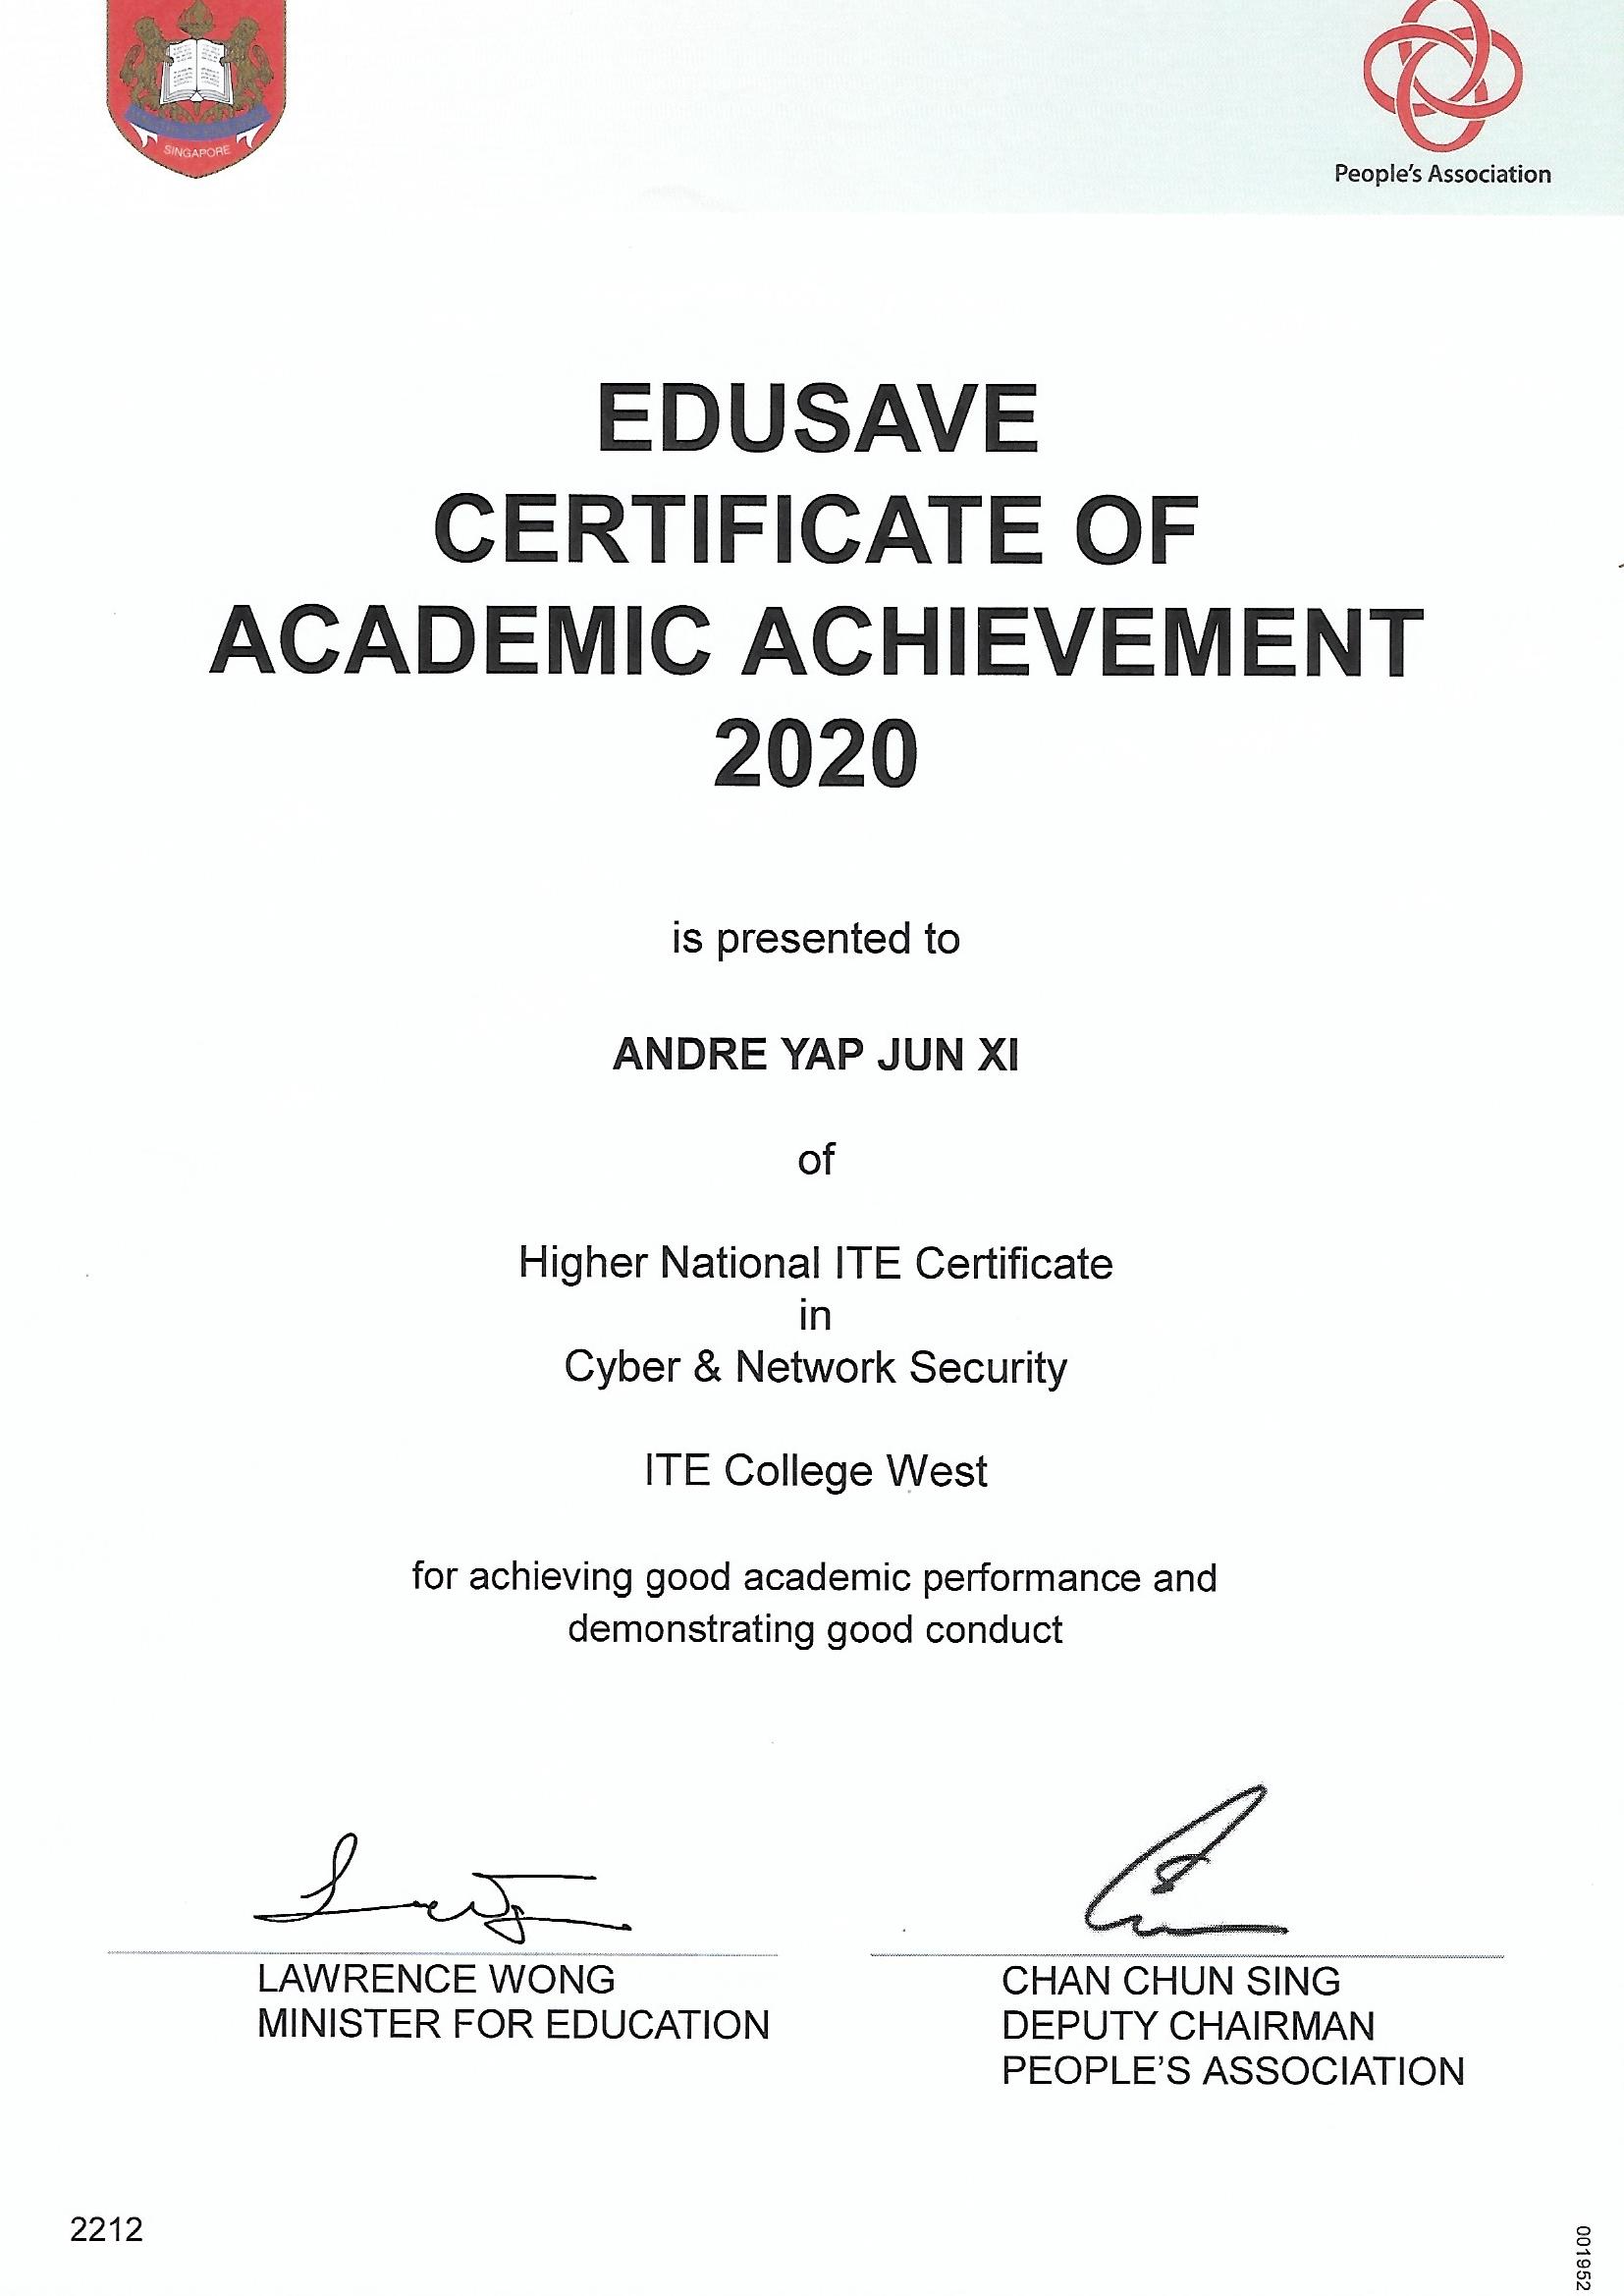 SINGAPORE
People's Association
EDUSAVE
CERTIFICATE OF
ACADEMIC ACHIEVEMENT
2020
is presented to
ANDRE YAP JUN XI
of
Higher National ITE Certificate
in
Cyber & Network Security
ITE College West
for achieving good academic performance and
demonstrating good conduct
LAWRENCE WONG
MINISTER FOR EDUCATION
CHAN CHUN SING
DEPUTY CHAIRMAN
PEOPLE'S ASSOCIATION
2212
001952